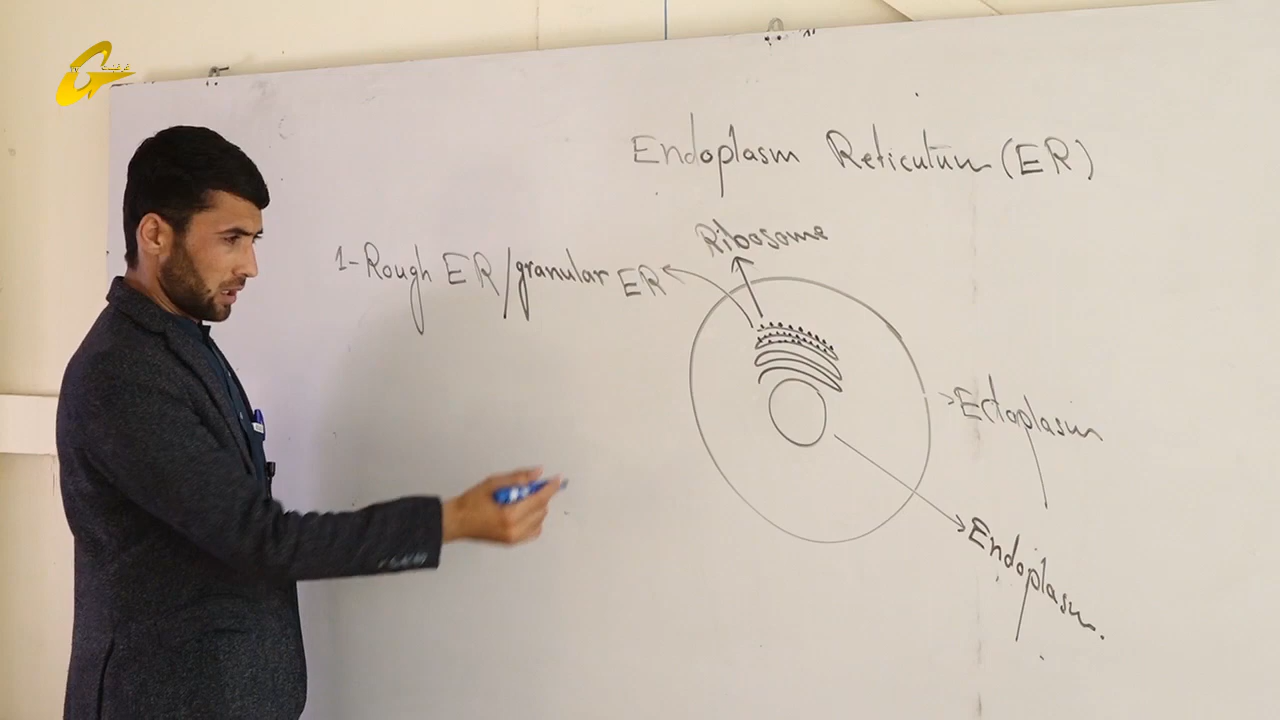 Endoplasm Reticulum (ER)
Ribosome
1-Rough ER/granular ER
Ectoplasm
Endoplasm